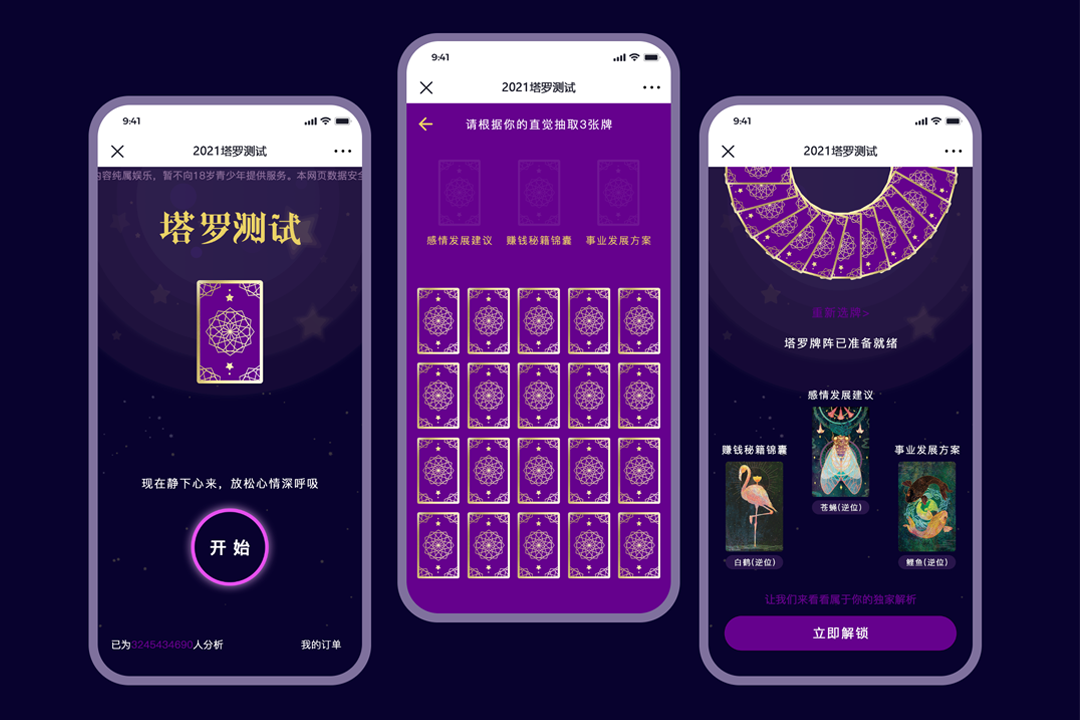 9:41
2021塔罗测试
内容纯属娱乐，暂不向18岁青少年提供服务。本网页数据安全
塔罗测试
现在静下心来，放松心情深呼吸
开始
已为3245434690人分析
我的订单
9:41
2021塔罗测试
请根据你的直觉抽取3张牌
感情发展建议
赚钱秘籍锦囊
事业发展方案
9:41
2021塔罗测试
重新选牌>
塔罗牌阵已准备就绪
感情发展建议
苍蝇(逆位)
赚钱秘籍锦囊
白鹤(逆位)
事业发展方案
鲤鱼(逆位)
让我们来看看属于你的独家解析
立即解锁